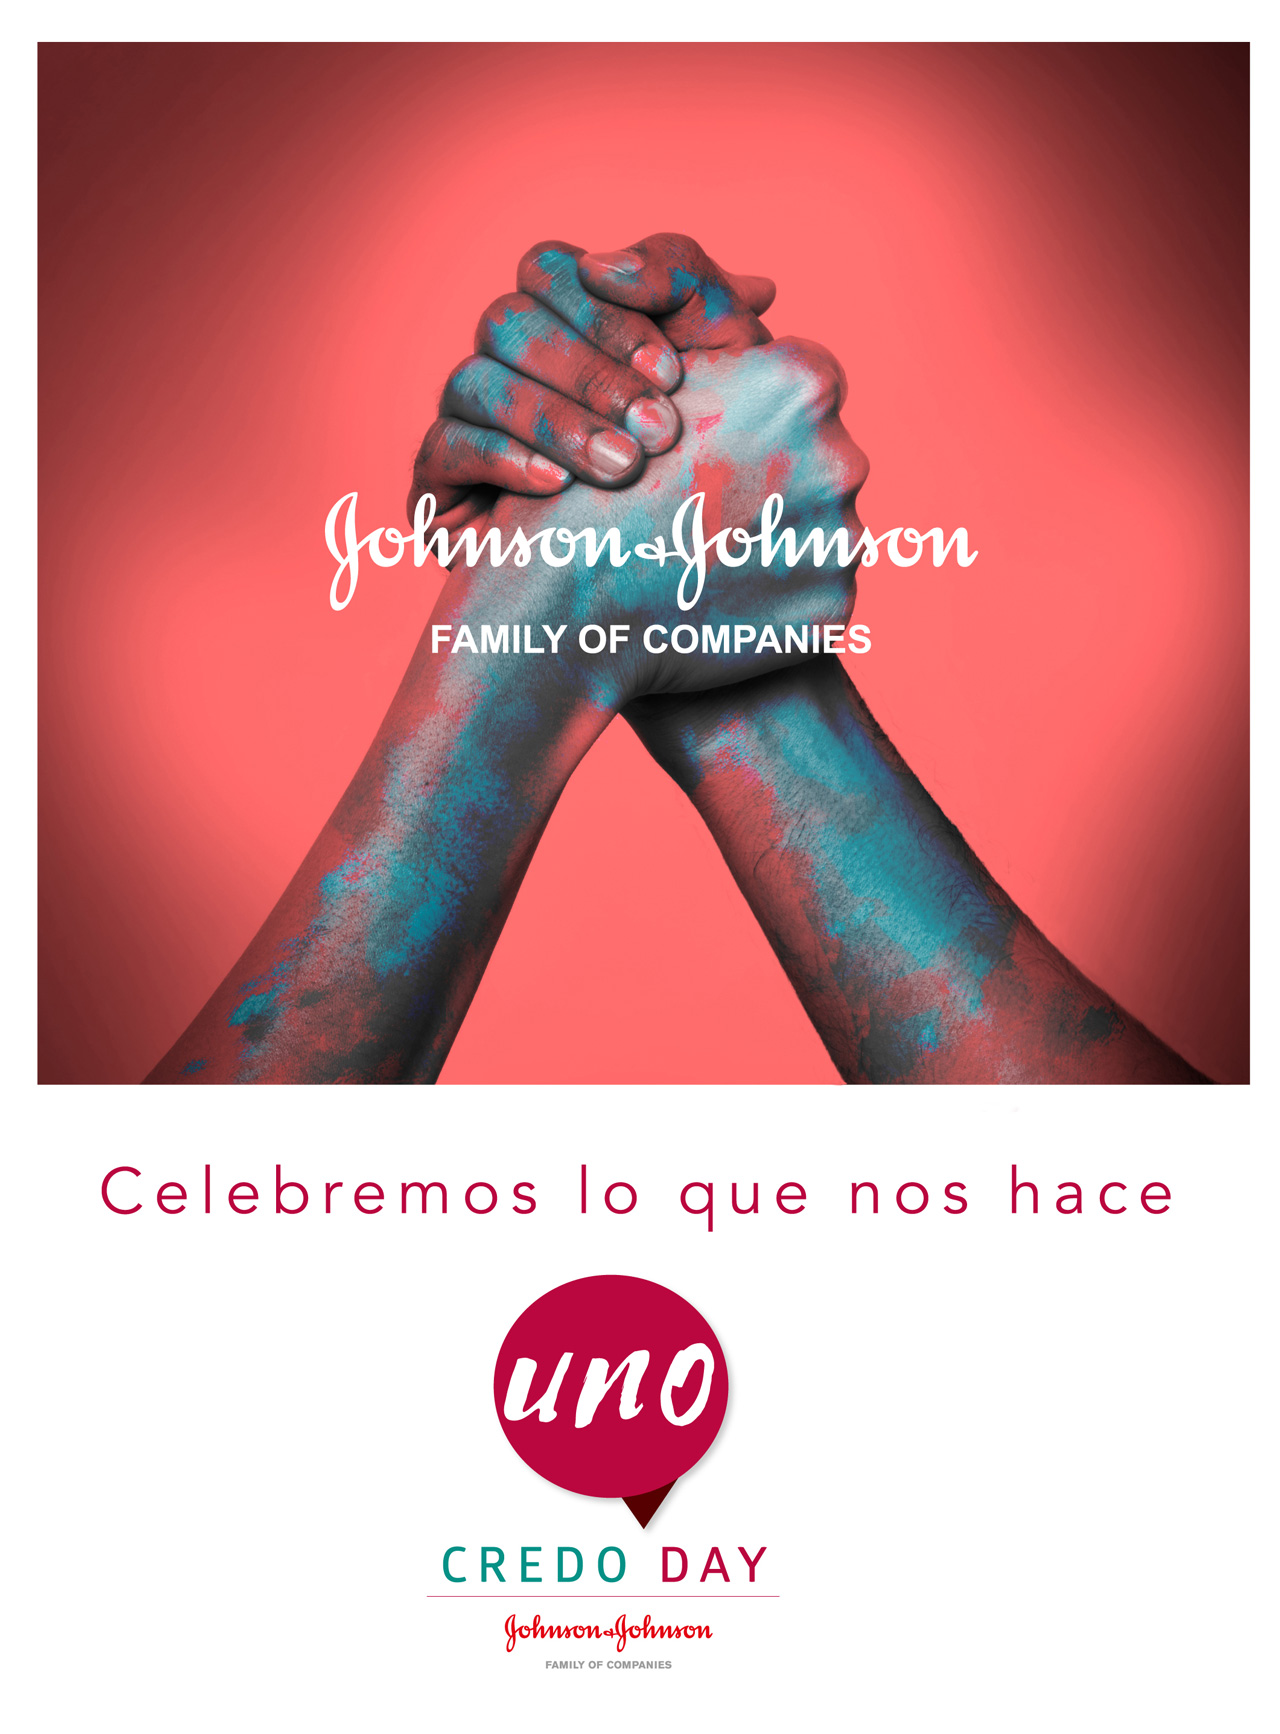 Johnson & Johnson
FAMILY OF COMPANIES
Celebremos lo que nos hace
uno
CREDO DAY
Johnson & Johnson
FAMILY OF COMPANIES